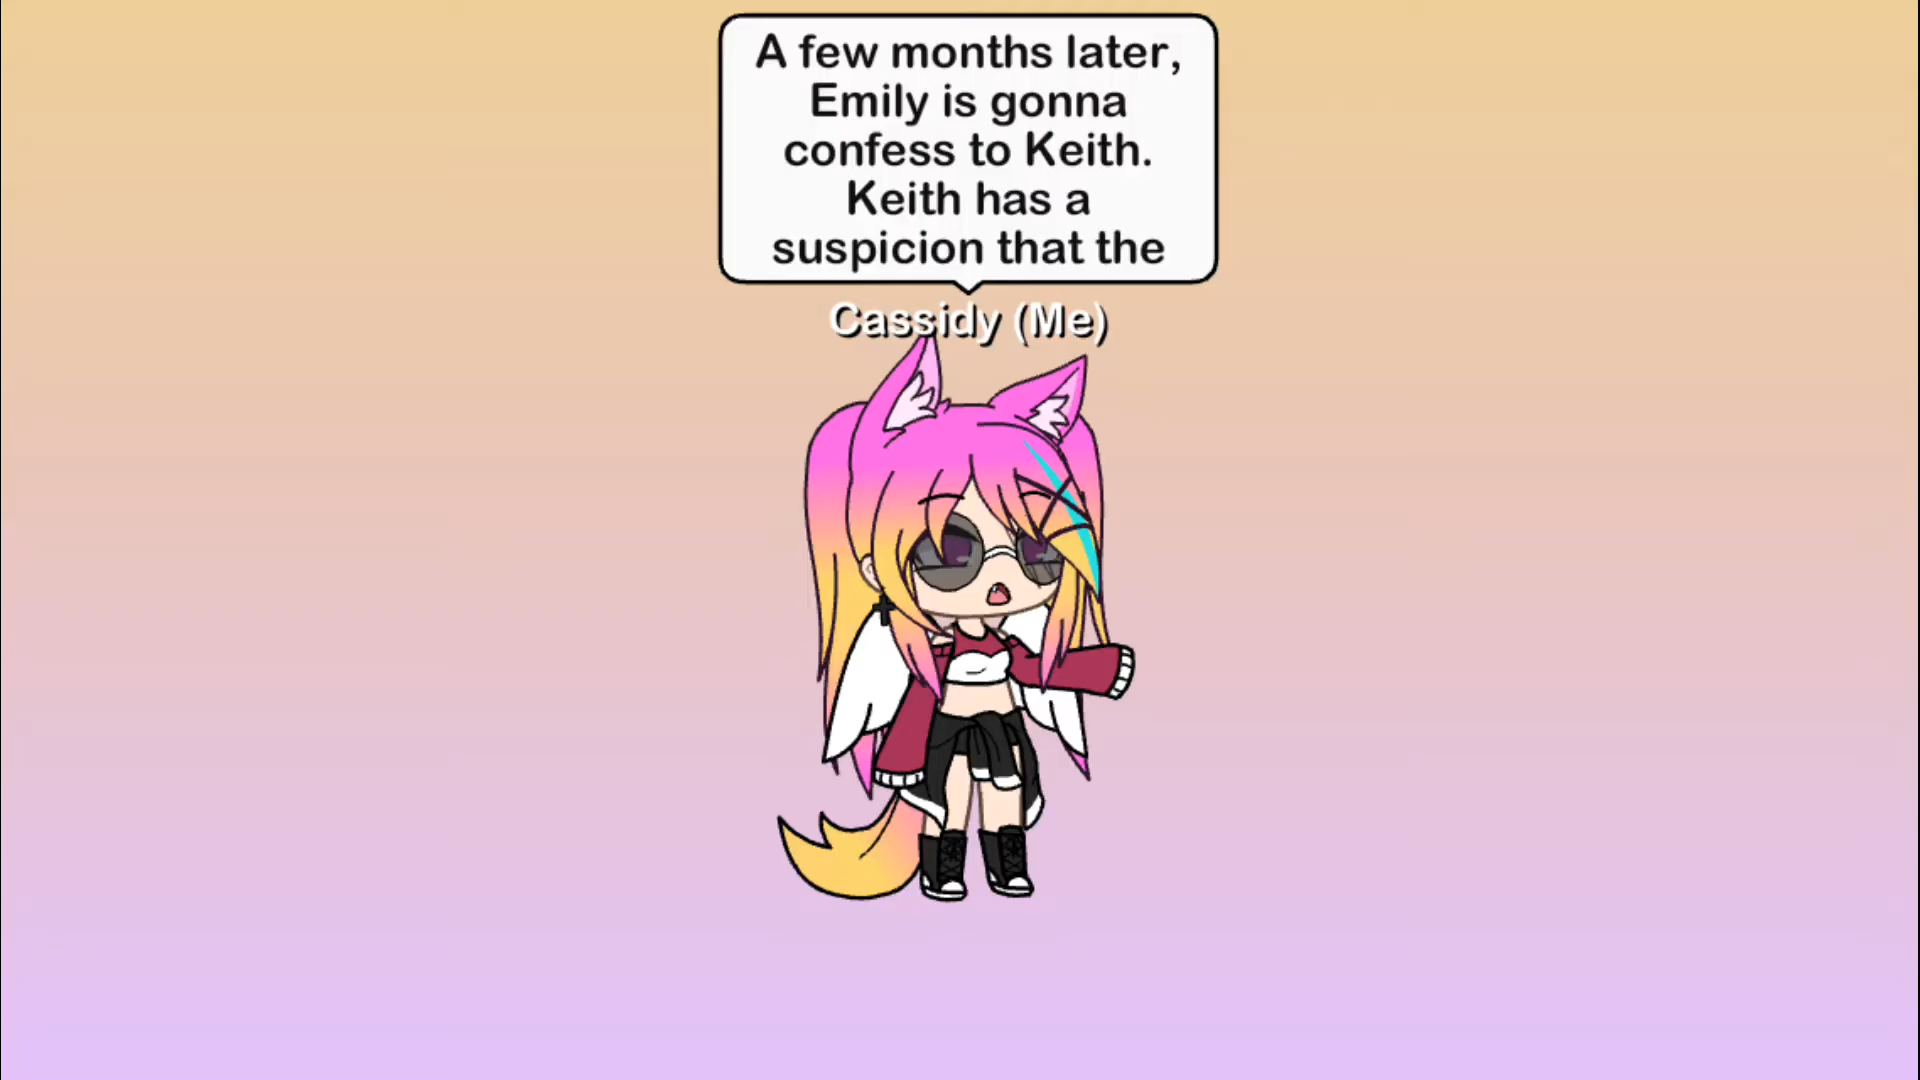 A few months later,
Emily is gonna
confess to Keith.
Keith has a
suspicion that the
Cassidy (Me)